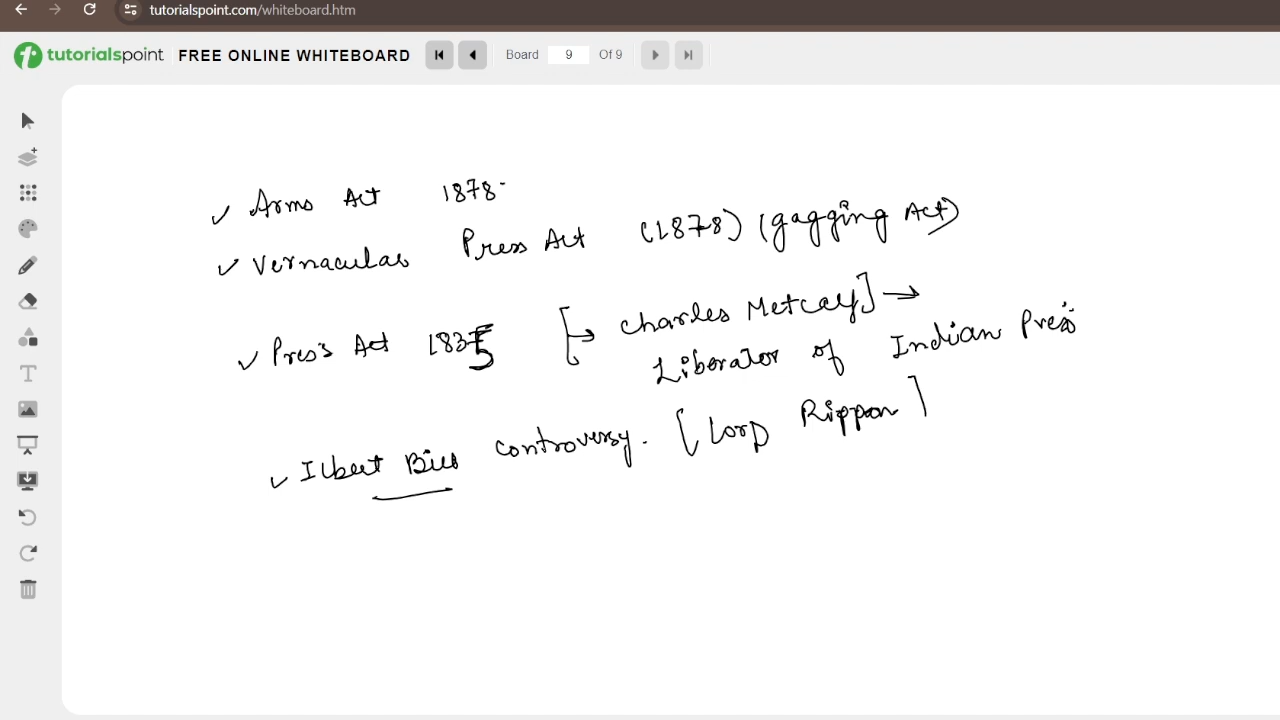 tutorialspoint.com/whiteboard.htm
tutorialspoint FREE ONLINE WHITEBOARD Board 9 Of 9
Arms Act 1878
Vernacular Press Act (1878) (gagging Act)
Press Act 1835 [→ Charles Metcalf] →
Liberator of Indian Press
Ilbert Bill controversy. [Lord Rippon]